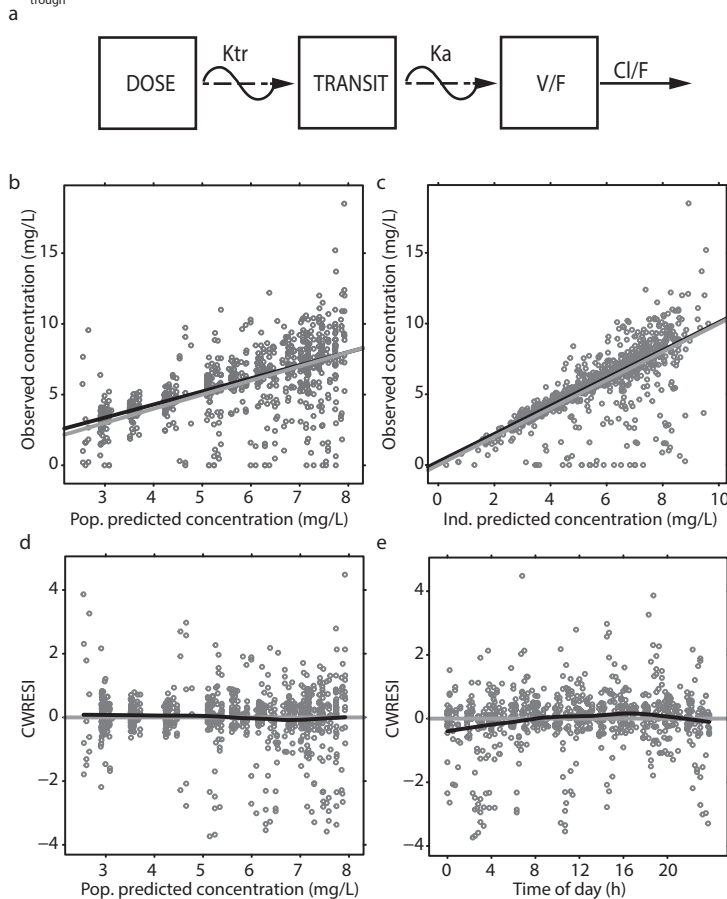 trough
a
DOSE
Ktr
TRANSIT
Ka
V/F
Cl/F
b
Observed concentration (mg/L)
15
10
5
0
3 4 5 6 7 8
Pop. predicted concentration (mg/L)
c
Observed concentration (mg/L)
15
10
5
0
0 2 4 6 8 10
Ind. predicted concentration (mg/L)
d
CWRESI
4
2
0
−2
−4
3 4 5 6 7 8
Pop. predicted concentration (mg/L)
e
CWRESI
4
2
0
−2
−4
0 4 8 12 16 20
Time of day (h)